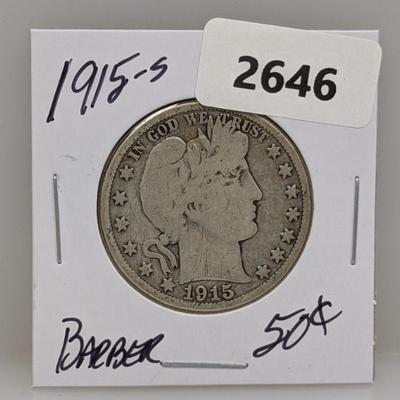 1915-S
2646
IN GOD WE TRUST
1915
BARBER 50¢